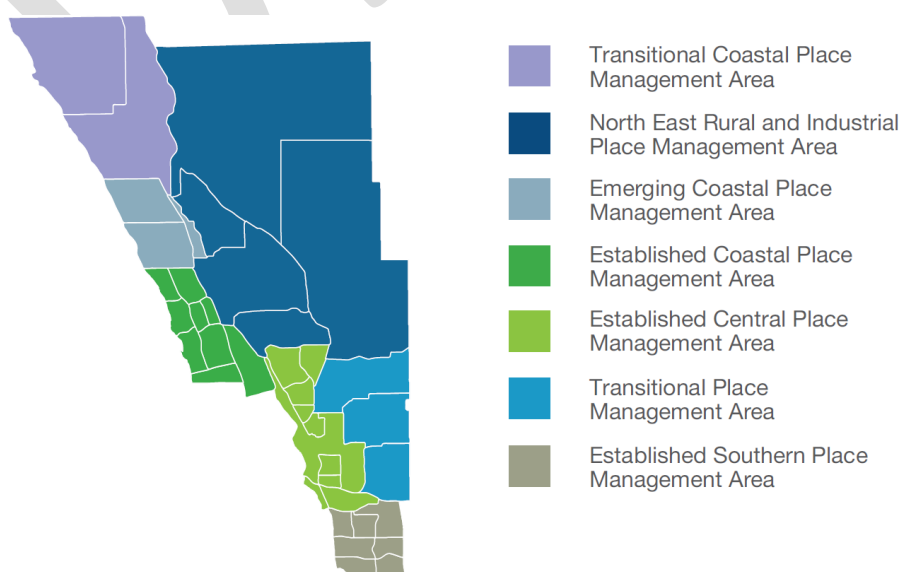 Transitional Coastal Place
Management Area
North East Rural and Industrial
Place Management Area
Emerging Coastal Place
Management Area
Established Coastal Place
Management Area
Established Central Place
Management Area
Transitional Place
Management Area
Established Southern Place
Management Area